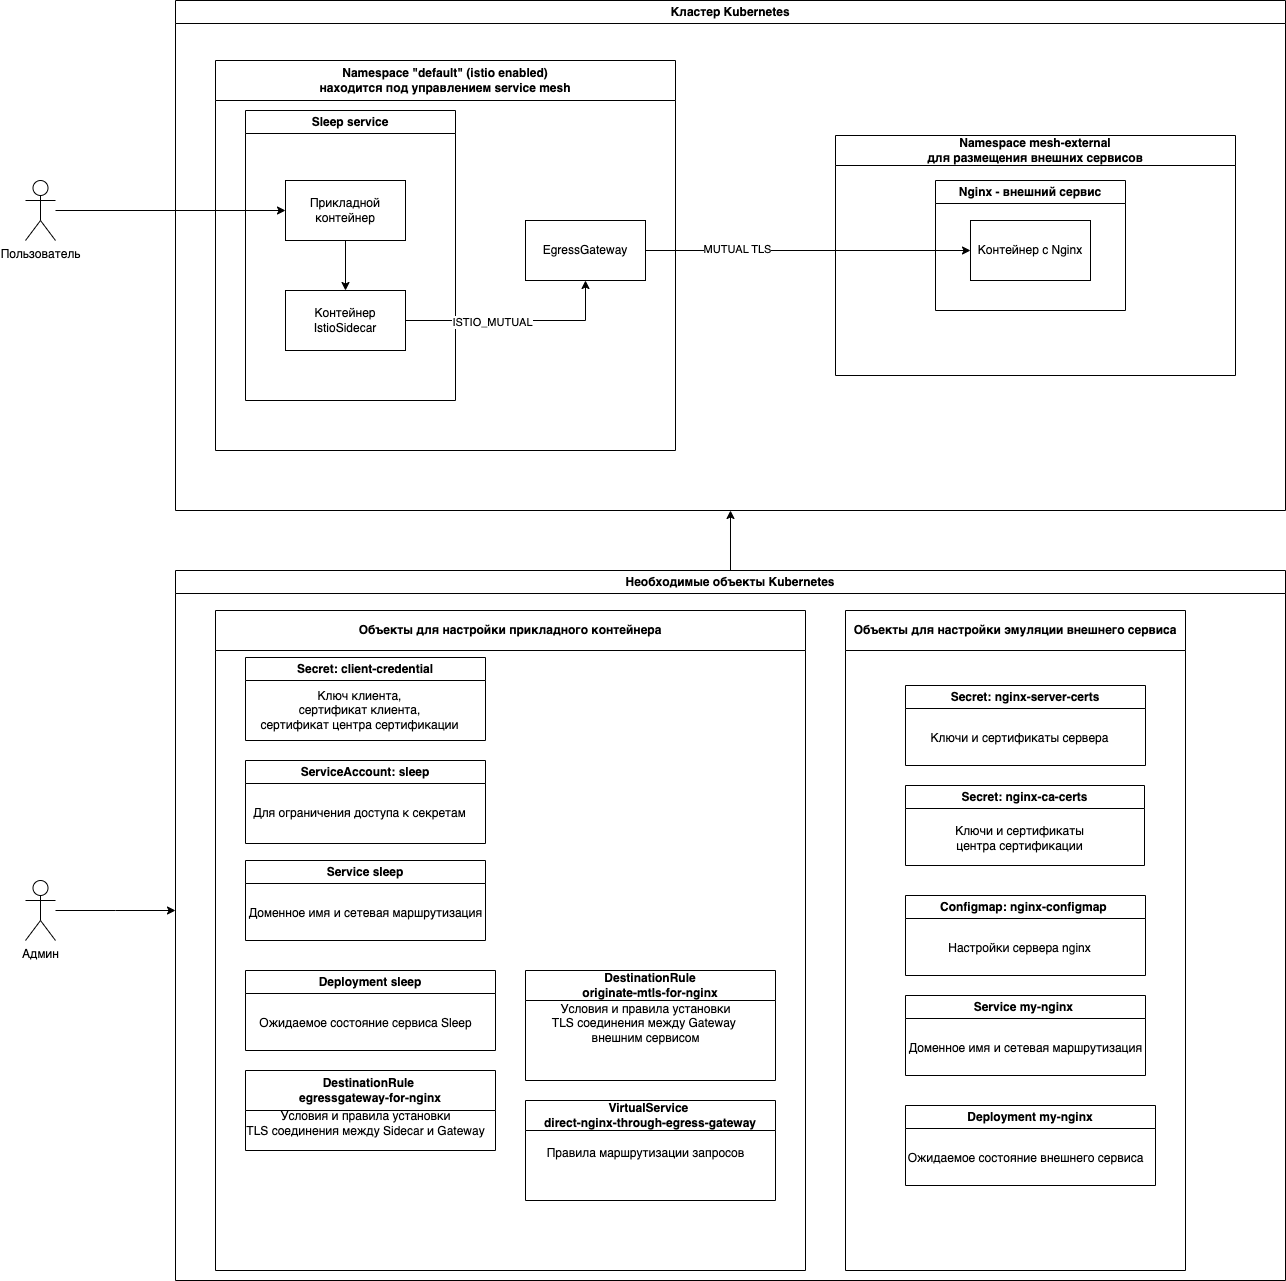 Кластер Kubernetes
Namespace "default" (istio enabled)
находится под управлением service mesh
Sleep service
Прикладной
контейнер
Контейнер
IstioSidecar
ISTIO_MUTUAL
EgressGateway
MUTUAL TLS
Namespace mesh-external
для размещения внешних сервисов
Nginx - внешний сервис
Контейнер с Nginx
Пользователь
Необходимые объекты Kubernetes
Объекты для настройки прикладного контейнера
Secret: client-credential
Ключ клиента,
сертификат клиента,
сертификат центра сертификации
ServiceAccount: sleep
Для ограничения доступа к секретам
Service sleep
Доменное имя и сетевая маршрутизация
Deployment sleep
Ожидаемое состояние сервиса Sleep
DestinationRule
egressgateway-for-nginx
Условия и правила установки
TLS соединения между Sidecar и Gateway
DestinationRule
originate-mtls-for-nginx
Условия и правила установки
TLS соединения между Gateway
внешним сервисом
VirtualService
direct-nginx-through-egress-gateway
Правила маршрутизации запросов
Объекты для настройки эмуляции внешнего сервиса
Secret: nginx-server-certs
Ключи и сертификаты сервера
Secret: nginx-ca-certs
Ключи и сертификаты
центра сертификации
Configmap: nginx-configmap
Настройки сервера nginx
Service my-nginx
Доменное имя и сетевая маршрутизация
Deployment my-nginx
Ожидаемое состояние внешнего сервиса
Админ